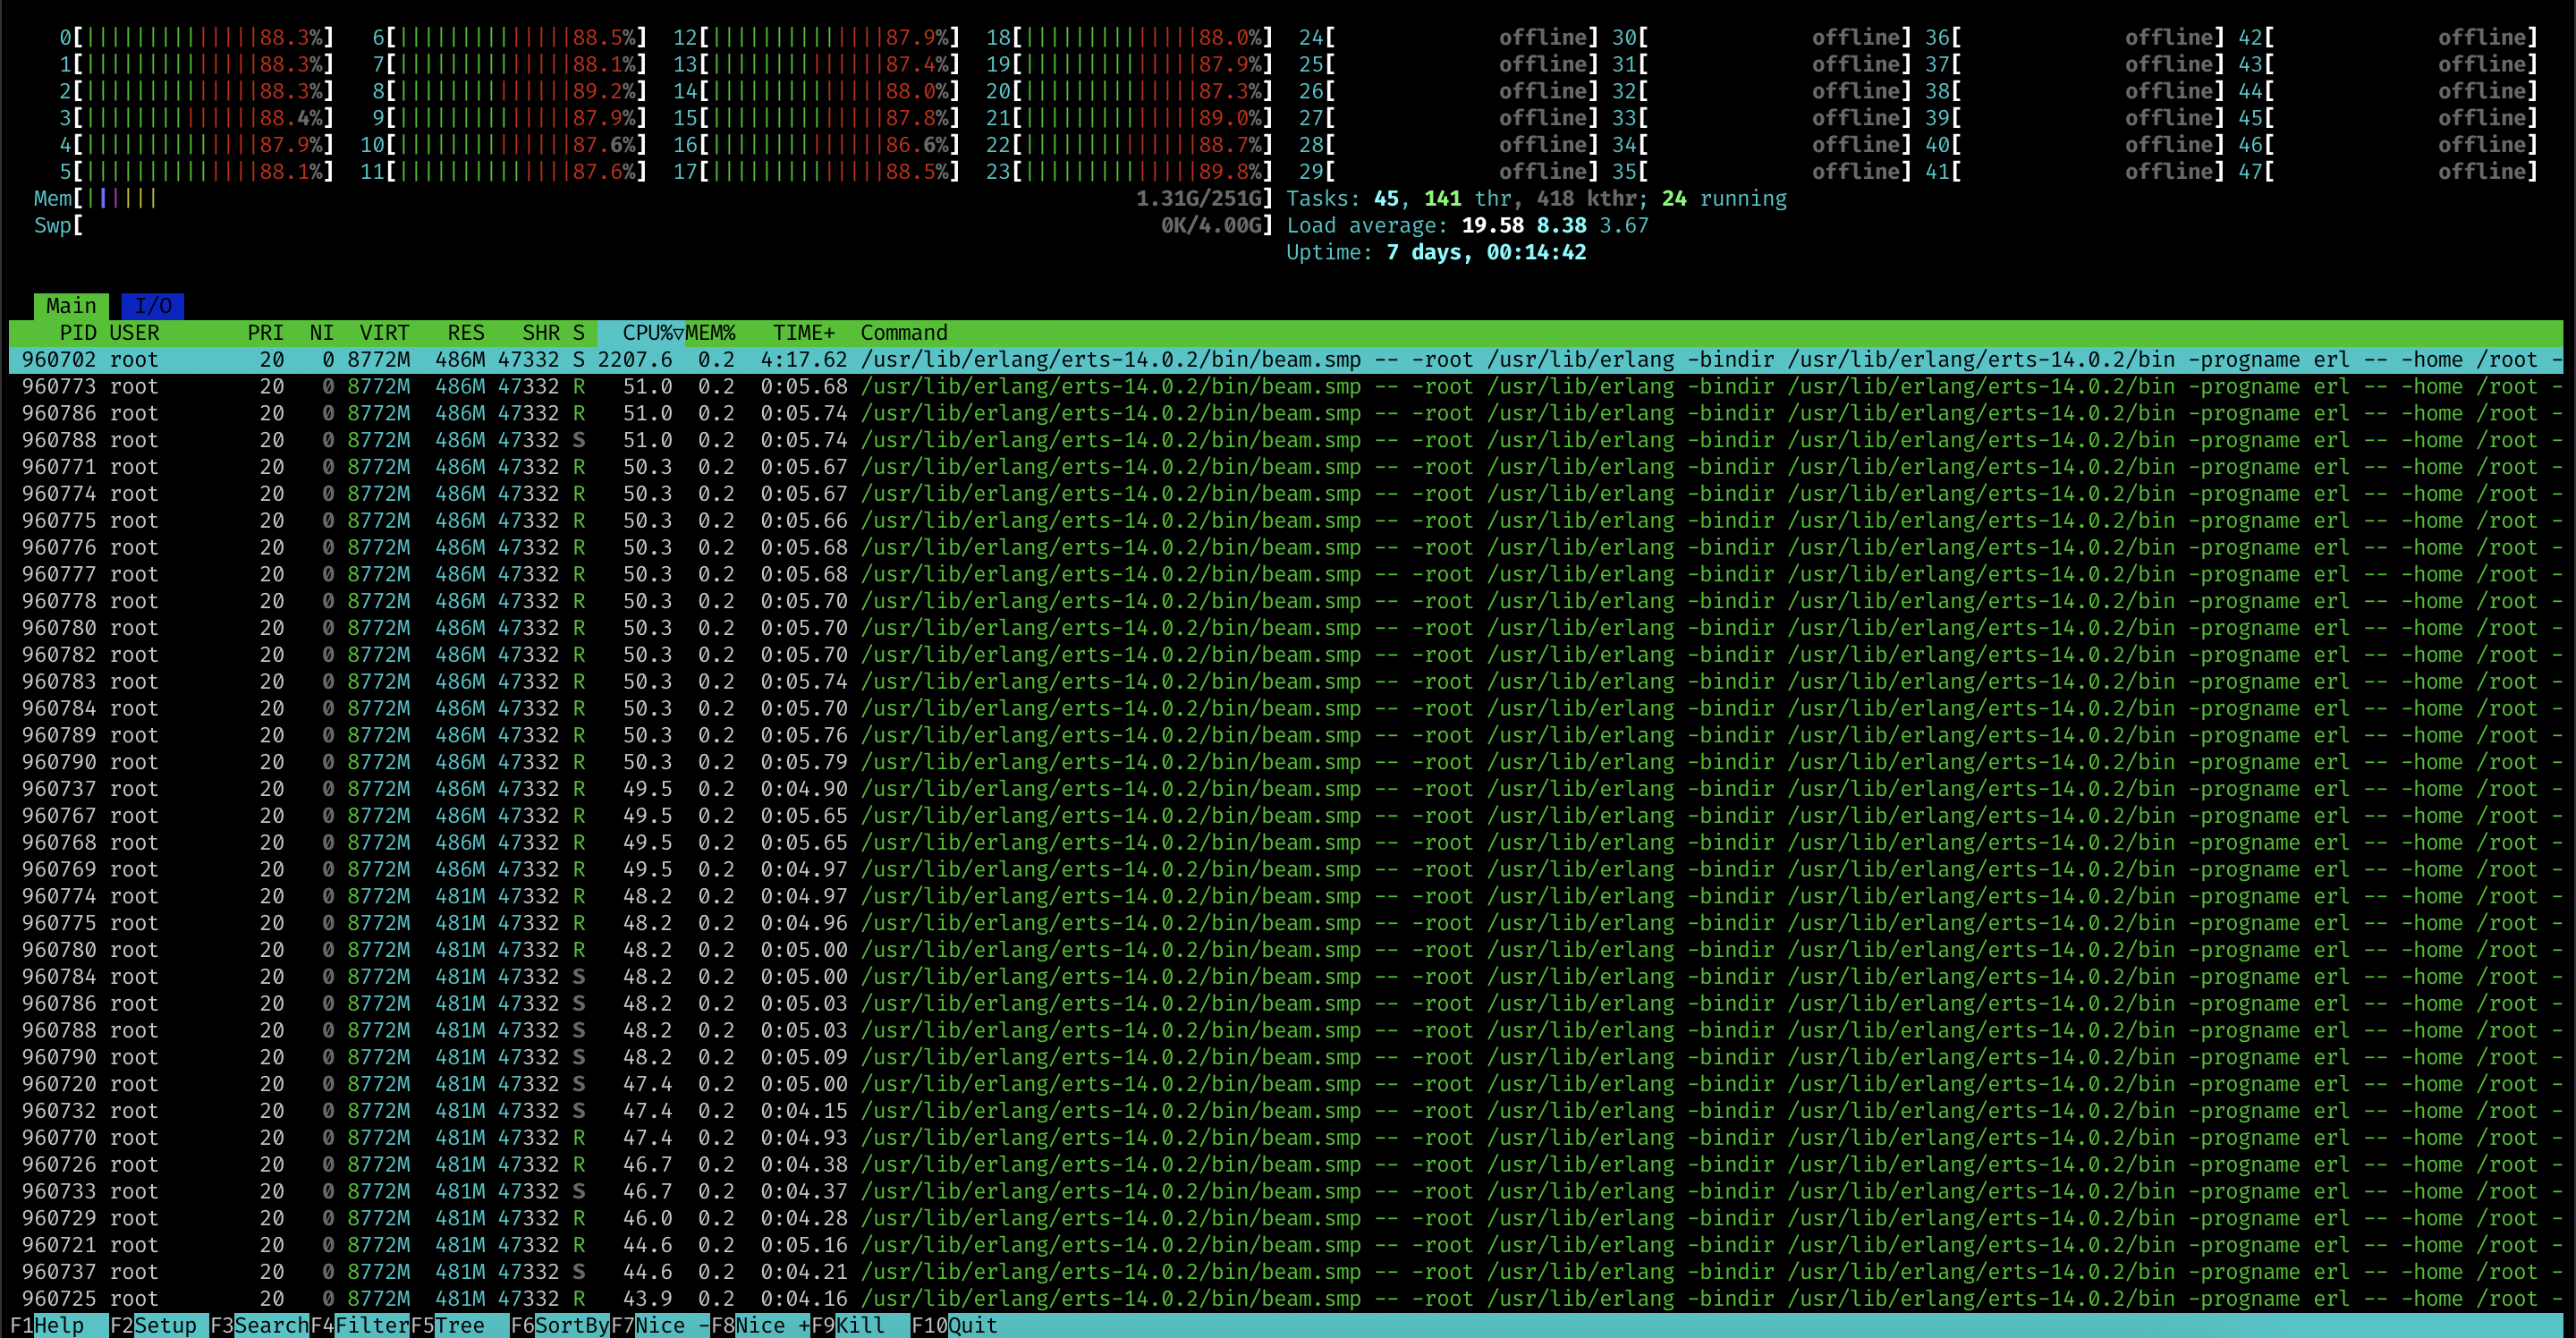 0[||||||||||||||88.3%] 6[||||||||||||||88.5%] 12[||||||||||||||87.9%] 18[||||||||||||||88.0%] 24[ offline] 30[ offline] 36[ offline] 42[ offline]
1[||||||||||||||88.3%] 7[||||||||||||||88.1%] 13[||||||||||||||87.4%] 19[||||||||||||||87.9%] 25[ offline] 31[ offline] 37[ offline] 43[ offline]
2[||||||||||||||88.3%] 8[||||||||||||||89.2%] 14[||||||||||||||88.0%] 20[||||||||||||||87.3%] 26[ offline] 32[ offline] 38[ offline] 44[ offline]
3[||||||||||||||88.4%] 9[||||||||||||||87.9%] 15[||||||||||||||87.8%] 21[||||||||||||||89.0%] 27[ offline] 33[ offline] 39[ offline] 45[ offline]
4[||||||||||||||87.9%] 10[||||||||||||||87.6%] 16[||||||||||||||86.6%] 22[||||||||||||||88.7%] 28[ offline] 34[ offline] 40[ offline] 46[ offline]
5[||||||||||||||88.1%] 11[||||||||||||||87.6%] 17[||||||||||||||88.5%] 23[||||||||||||||89.8%] 29[ offline] 35[ offline] 41[ offline] 47[ offline]
Mem[|||||| 1.31G/251G] Tasks: 45, 141 thr, 418 kthr; 24 running
Swp[ 0K/4.00G] Load average: 19.58 8.38 3.67
Uptime: 7 days, 00:14:42
Main I/O
PID USER PRI NI VIRT RES SHR S CPU%▽MEM% TIME+ Command
960702 root 20 0 8772M 486M 47332 S 2207.6 0.2 4:17.62 /usr/lib/erlang/erts-14.0.2/bin/beam.smp -- -root /usr/lib/erlang -bindir /usr/lib/erlang/erts-14.0.2/bin -progname erl -- -home /root -
960773 root 20 0 8772M 486M 47332 R 51.0 0.2 0:05.68 /usr/lib/erlang/erts-14.0.2/bin/beam.smp -- -root /usr/lib/erlang -bindir /usr/lib/erlang/erts-14.0.2/bin -progname erl -- -home /root -
960786 root 20 0 8772M 486M 47332 R 51.0 0.2 0:05.74 /usr/lib/erlang/erts-14.0.2/bin/beam.smp -- -root /usr/lib/erlang -bindir /usr/lib/erlang/erts-14.0.2/bin -progname erl -- -home /root -
960788 root 20 0 8772M 486M 47332 S 51.0 0.2 0:05.74 /usr/lib/erlang/erts-14.0.2/bin/beam.smp -- -root /usr/lib/erlang -bindir /usr/lib/erlang/erts-14.0.2/bin -progname erl -- -home /root -
960771 root 20 0 8772M 486M 47332 R 50.3 0.2 0:05.67 /usr/lib/erlang/erts-14.0.2/bin/beam.smp -- -root /usr/lib/erlang -bindir /usr/lib/erlang/erts-14.0.2/bin -progname erl -- -home /root -
960774 root 20 0 8772M 486M 47332 R 50.3 0.2 0:05.67 /usr/lib/erlang/erts-14.0.2/bin/beam.smp -- -root /usr/lib/erlang -bindir /usr/lib/erlang/erts-14.0.2/bin -progname erl -- -home /root -
960775 root 20 0 8772M 486M 47332 R 50.3 0.2 0:05.66 /usr/lib/erlang/erts-14.0.2/bin/beam.smp -- -root /usr/lib/erlang -bindir /usr/lib/erlang/erts-14.0.2/bin -progname erl -- -home /root -
960776 root 20 0 8772M 486M 47332 R 50.3 0.2 0:05.68 /usr/lib/erlang/erts-14.0.2/bin/beam.smp -- -root /usr/lib/erlang -bindir /usr/lib/erlang/erts-14.0.2/bin -progname erl -- -home /root -
960777 root 20 0 8772M 486M 47332 R 50.3 0.2 0:05.68 /usr/lib/erlang/erts-14.0.2/bin/beam.smp -- -root /usr/lib/erlang -bindir /usr/lib/erlang/erts-14.0.2/bin -progname erl -- -home /root -
960778 root 20 0 8772M 486M 47332 R 50.3 0.2 0:05.70 /usr/lib/erlang/erts-14.0.2/bin/beam.smp -- -root /usr/lib/erlang -bindir /usr/lib/erlang/erts-14.0.2/bin -progname erl -- -home /root -
960780 root 20 0 8772M 486M 47332 R 50.3 0.2 0:05.70 /usr/lib/erlang/erts-14.0.2/bin/beam.smp -- -root /usr/lib/erlang -bindir /usr/lib/erlang/erts-14.0.2/bin -progname erl -- -home /root -
960782 root 20 0 8772M 486M 47332 R 50.3 0.2 0:05.70 /usr/lib/erlang/erts-14.0.2/bin/beam.smp -- -root /usr/lib/erlang -bindir /usr/lib/erlang/erts-14.0.2/bin -progname erl -- -home /root -
960783 root 20 0 8772M 486M 47332 R 50.3 0.2 0:05.74 /usr/lib/erlang/erts-14.0.2/bin/beam.smp -- -root /usr/lib/erlang -bindir /usr/lib/erlang/erts-14.0.2/bin -progname erl -- -home /root -
960784 root 20 0 8772M 486M 47332 R 50.3 0.2 0:05.70 /usr/lib/erlang/erts-14.0.2/bin/beam.smp -- -root /usr/lib/erlang -bindir /usr/lib/erlang/erts-14.0.2/bin -progname erl -- -home /root -
960789 root 20 0 8772M 486M 47332 R 50.3 0.2 0:05.76 /usr/lib/erlang/erts-14.0.2/bin/beam.smp -- -root /usr/lib/erlang -bindir /usr/lib/erlang/erts-14.0.2/bin -progname erl -- -home /root -
960790 root 20 0 8772M 486M 47332 R 50.3 0.2 0:05.79 /usr/lib/erlang/erts-14.0.2/bin/beam.smp -- -root /usr/lib/erlang -bindir /usr/lib/erlang/erts-14.0.2/bin -progname erl -- -home /root -
960737 root 20 0 8772M 486M 47332 R 49.5 0.2 0:04.90 /usr/lib/erlang/erts-14.0.2/bin/beam.smp -- -root /usr/lib/erlang -bindir /usr/lib/erlang/erts-14.0.2/bin -progname erl -- -home /root -
960767 root 20 0 8772M 486M 47332 R 49.5 0.2 0:05.65 /usr/lib/erlang/erts-14.0.2/bin/beam.smp -- -root /usr/lib/erlang -bindir /usr/lib/erlang/erts-14.0.2/bin -progname erl -- -home /root -
960768 root 20 0 8772M 486M 47332 R 49.5 0.2 0:05.65 /usr/lib/erlang/erts-14.0.2/bin/beam.smp -- -root /usr/lib/erlang -bindir /usr/lib/erlang/erts-14.0.2/bin -progname erl -- -home /root -
960769 root 20 0 8772M 486M 47332 R 49.5 0.2 0:04.97 /usr/lib/erlang/erts-14.0.2/bin/beam.smp -- -root /usr/lib/erlang -bindir /usr/lib/erlang/erts-14.0.2/bin -progname erl -- -home /root -
960774 root 20 0 8772M 481M 47332 R 48.2 0.2 0:04.97 /usr/lib/erlang/erts-14.0.2/bin/beam.smp -- -root /usr/lib/erlang -bindir /usr/lib/erlang/erts-14.0.2/bin -progname erl -- -home /root -
960775 root 20 0 8772M 481M 47332 R 48.2 0.2 0:04.96 /usr/lib/erlang/erts-14.0.2/bin/beam.smp -- -root /usr/lib/erlang -bindir /usr/lib/erlang/erts-14.0.2/bin -progname erl -- -home /root -
960780 root 20 0 8772M 481M 47332 R 48.2 0.2 0:05.00 /usr/lib/erlang/erts-14.0.2/bin/beam.smp -- -root /usr/lib/erlang -bindir /usr/lib/erlang/erts-14.0.2/bin -progname erl -- -home /root -
960784 root 20 0 8772M 481M 47332 S 48.2 0.2 0:05.00 /usr/lib/erlang/erts-14.0.2/bin/beam.smp -- -root /usr/lib/erlang -bindir /usr/lib/erlang/erts-14.0.2/bin -progname erl -- -home /root -
960786 root 20 0 8772M 481M 47332 S 48.2 0.2 0:05.03 /usr/lib/erlang/erts-14.0.2/bin/beam.smp -- -root /usr/lib/erlang -bindir /usr/lib/erlang/erts-14.0.2/bin -progname erl -- -home /root -
960788 root 20 0 8772M 481M 47332 S 48.2 0.2 0:05.03 /usr/lib/erlang/erts-14.0.2/bin/beam.smp -- -root /usr/lib/erlang -bindir /usr/lib/erlang/erts-14.0.2/bin -progname erl -- -home /root -
960790 root 20 0 8772M 481M 47332 S 48.2 0.2 0:05.09 /usr/lib/erlang/erts-14.0.2/bin/beam.smp -- -root /usr/lib/erlang -bindir /usr/lib/erlang/erts-14.0.2/bin -progname erl -- -home /root -
960720 root 20 0 8772M 481M 47332 S 47.4 0.2 0:05.00 /usr/lib/erlang/erts-14.0.2/bin/beam.smp -- -root /usr/lib/erlang -bindir /usr/lib/erlang/erts-14.0.2/bin -progname erl -- -home /root -
960732 root 20 0 8772M 481M 47332 S 47.4 0.2 0:04.15 /usr/lib/erlang/erts-14.0.2/bin/beam.smp -- -root /usr/lib/erlang -bindir /usr/lib/erlang/erts-14.0.2/bin -progname erl -- -home /root -
960770 root 20 0 8772M 481M 47332 R 47.4 0.2 0:04.93 /usr/lib/erlang/erts-14.0.2/bin/beam.smp -- -root /usr/lib/erlang -bindir /usr/lib/erlang/erts-14.0.2/bin -progname erl -- -home /root -
960726 root 20 0 8772M 481M 47332 R 46.7 0.2 0:04.38 /usr/lib/erlang/erts-14.0.2/bin/beam.smp -- -root /usr/lib/erlang -bindir /usr/lib/erlang/erts-14.0.2/bin -progname erl -- -home /root -
960733 root 20 0 8772M 481M 47332 S 46.7 0.2 0:04.37 /usr/lib/erlang/erts-14.0.2/bin/beam.smp -- -root /usr/lib/erlang -bindir /usr/lib/erlang/erts-14.0.2/bin -progname erl -- -home /root -
960729 root 20 0 8772M 481M 47332 R 46.0 0.2 0:04.28 /usr/lib/erlang/erts-14.0.2/bin/beam.smp -- -root /usr/lib/erlang -bindir /usr/lib/erlang/erts-14.0.2/bin -progname erl -- -home /root -
960721 root 20 0 8772M 481M 47332 R 44.6 0.2 0:05.16 /usr/lib/erlang/erts-14.0.2/bin/beam.smp -- -root /usr/lib/erlang -bindir /usr/lib/erlang/erts-14.0.2/bin -progname erl -- -home /root -
960737 root 20 0 8772M 481M 47332 S 44.6 0.2 0:04.21 /usr/lib/erlang/erts-14.0.2/bin/beam.smp -- -root /usr/lib/erlang -bindir /usr/lib/erlang/erts-14.0.2/bin -progname erl -- -home /root -
960725 root 20 0 8772M 481M 47332 R 43.9 0.2 0:04.16 /usr/lib/erlang/erts-14.0.2/bin/beam.smp -- -root /usr/lib/erlang -bindir /usr/lib/erlang/erts-14.0.2/bin -progname erl -- -home /root -
F1Help F2Setup F3SearchF4FilterF5Tree F6SortByF7Nice -F8Nice +F9Kill F10Quit